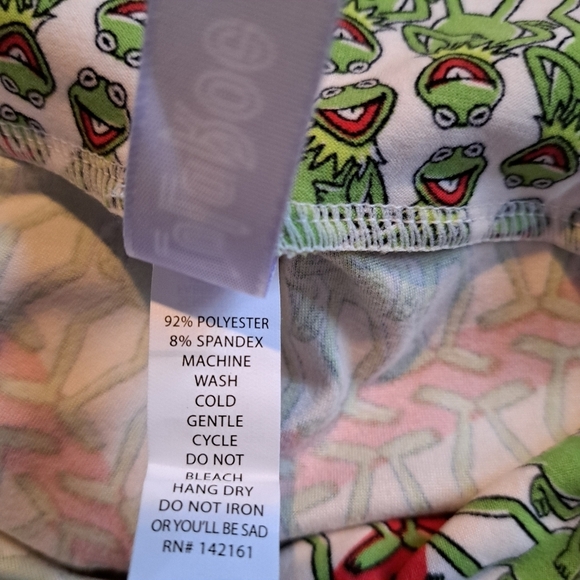 92% POLYESTER
8% SPANDEX
MACHINE
WASH
COLD
GENTLE
CYCLE
DO NOT
BLEACH
HANG DRY
DO NOT IRON
OR YOU'LL BE SAD
RN# 142161